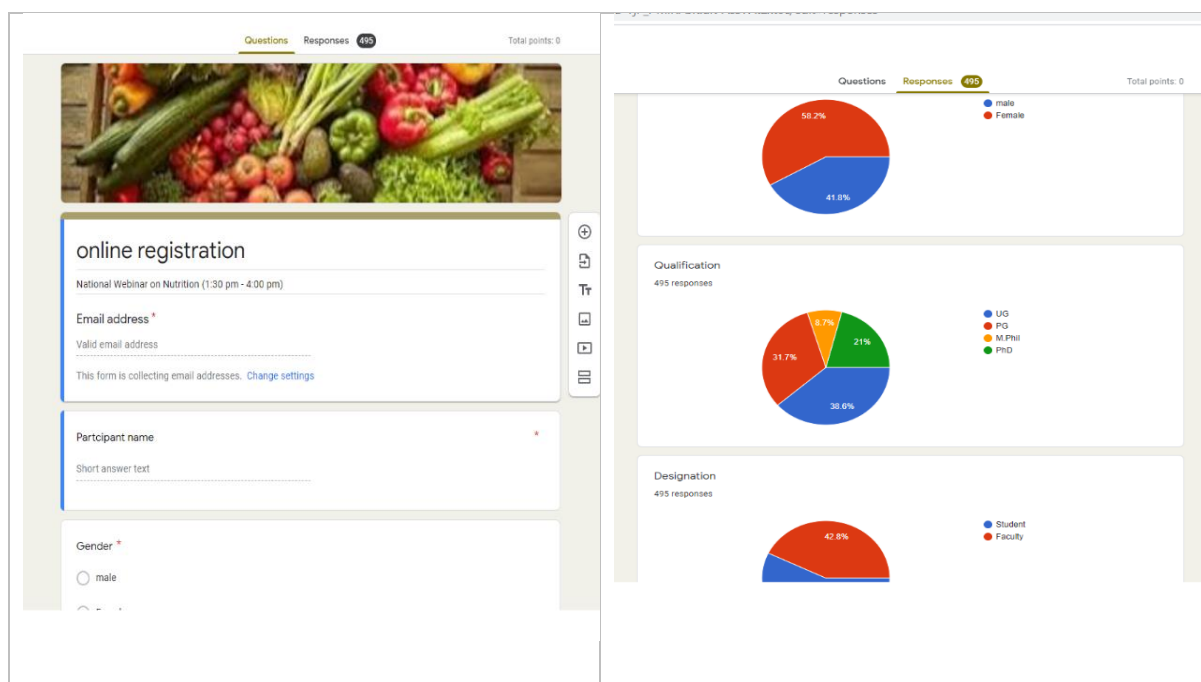 Questions Responses 495 Total points: 0
online registration
National Webinar on Nutrition (1:30 pm - 4:00 pm)
Email address *
Valid email address
This form is collecting email addresses. Change settings
Partcipant name *
Short answer text
Gender *
male
Questions Responses 495 Total points: 0
58.2%
41.8%
male
Female
Qualification
495 responses
8.7%
21%
31.7%
38.6%
UG
PG
M.Phil
PhD
Designation
495 responses
42.8%
Student
Faculty